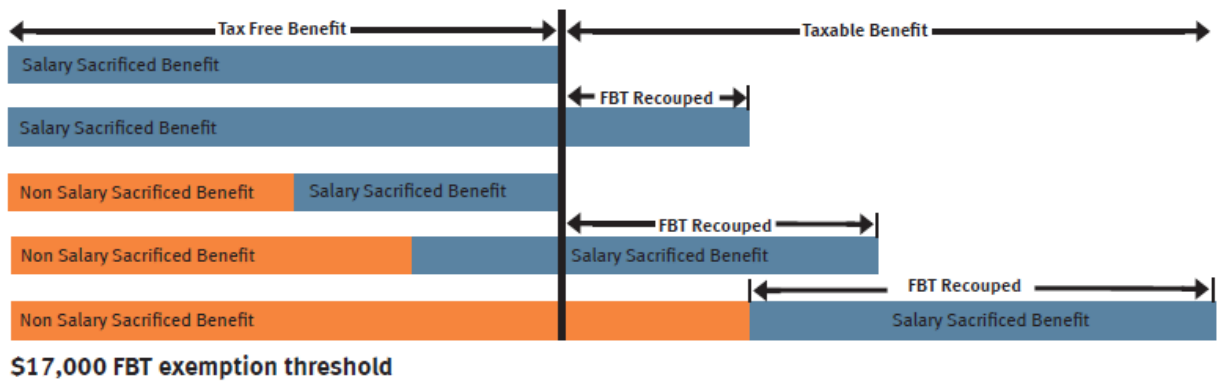 Tax Free Benefit
Taxable Benefit
Salary Sacrificed Benefit
FBT Recouped
Salary Sacrificed Benefit
Non Salary Sacrificed Benefit
Salary Sacrificed Benefit
FBT Recouped
Non Salary Sacrificed Benefit
Salary Sacrificed Benefit
FBT Recouped
Non Salary Sacrificed Benefit
Salary Sacrificed Benefit
$17,000 FBT exemption threshold